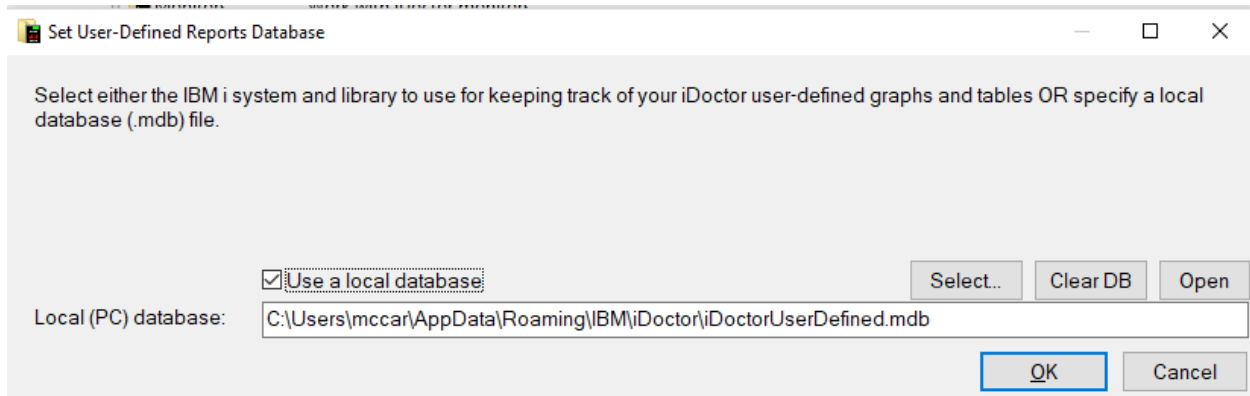 Set User-Defined Reports Database
Select either the IBM i system and library to use for keeping track of your iDoctor user-defined graphs and tables OR specify a local
database (.mdb) file.
Use a local database
Select... Clear DB Open
Local (PC) database: C:\Users\mccar\AppData\Roaming\IBM\iDoctor\iDoctorUserDefined.mdb
OK Cancel